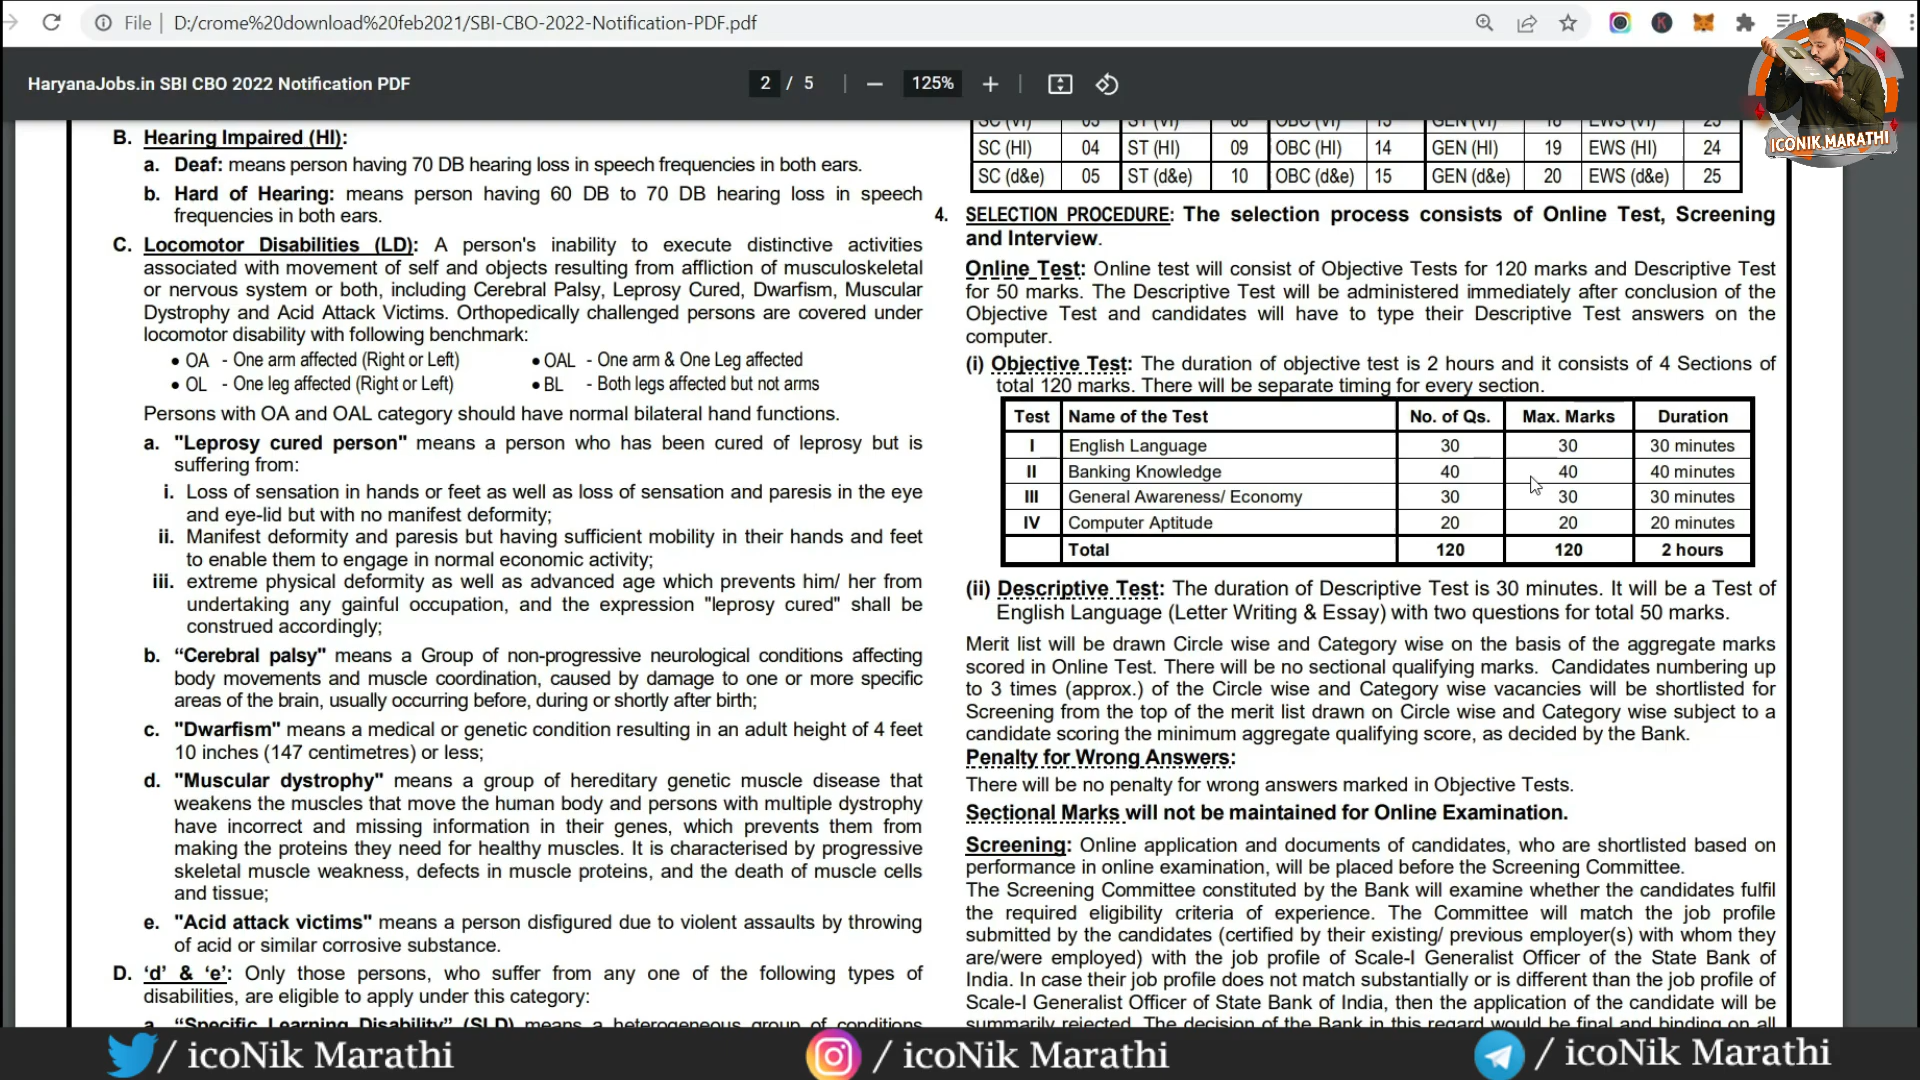 File | D:/crome%20download%20feb2021/SBI-CBO-2022-Notification-PDF.pdf
HaryanaJobs.in SBI CBO 2022 Notification PDF
2 / 5
125%
ICONIK MARATHI
B. Hearing Impaired (HI):
a. Deaf: means person having 70 DB hearing loss in speech frequencies in both ears.
b. Hard of Hearing: means person having 60 DB to 70 DB hearing loss in speech
frequencies in both ears.
C. Locomotor Disabilities (LD): A person's inability to execute distinctive activities
associated with movement of self and objects resulting from affliction of musculoskeletal
or nervous system or both, including Cerebral Palsy, Leprosy Cured, Dwarfism, Muscular
Dystrophy and Acid Attack Victims. Orthopedically challenged persons are covered under
locomotor disability with following benchmark:
• OA - One arm affected (Right or Left) • OAL - One arm & One Leg affected
• OL - One leg affected (Right or Left) • BL - Both legs affected but not arms
Persons with OA and OAL category should have normal bilateral hand functions.
a. "Leprosy cured person" means a person who has been cured of leprosy but is
suffering from:
i. Loss of sensation in hands or feet as well as loss of sensation and paresis in the eye
and eye-lid but with no manifest deformity;
ii. Manifest deformity and paresis but having sufficient mobility in their hands and feet
to enable them to engage in normal economic activity;
iii. extreme physical deformity as well as advanced age which prevents him/ her from
undertaking any gainful occupation, and the expression "leprosy cured" shall be
construed accordingly;
b. “Cerebral palsy" means a Group of non-progressive neurological conditions affecting
body movements and muscle coordination, caused by damage to one or more specific
areas of the brain, usually occurring before, during or shortly after birth;
c. "Dwarfism" means a medical or genetic condition resulting in an adult height of 4 feet
10 inches (147 centimetres) or less;
d. "Muscular dystrophy" means a group of hereditary genetic muscle disease that
weakens the muscles that move the human body and persons with multiple dystrophy
have incorrect and missing information in their genes, which prevents them from
making the proteins they need for healthy muscles. It is characterised by progressive
skeletal muscle weakness, defects in muscle proteins, and the death of muscle cells
and tissue;
e. "Acid attack victims" means a person disfigured due to violent assaults by throwing
of acid or similar corrosive substance.
D. ‘d’ & ‘e’: Only those persons, who suffer from any one of the following types of
disabilities, are eligible to apply under this category:
a. “Specific Learning Disability” (SLD) means a heterogeneous group of conditions
SC (VI) 03 ST (VI) 08 OBC (VI) 13 GEN (VI) 18 EWS (VI) 23
SC (HI) 04 ST (HI) 09 OBC (HI) 14 GEN (HI) 19 EWS (HI) 24
SC (d&e) 05 ST (d&e) 10 OBC (d&e) 15 GEN (d&e) 20 EWS (d&e) 25
4. SELECTION PROCEDURE: The selection process consists of Online Test, Screening
and Interview.
Online Test: Online test will consist of Objective Tests for 120 marks and Descriptive Test
for 50 marks. The Descriptive Test will be administered immediately after conclusion of the
Objective Test and candidates will have to type their Descriptive Test answers on the
computer.
(i) Objective Test: The duration of objective test is 2 hours and it consists of 4 Sections of
total 120 marks. There will be separate timing for every section.
Test Name of the Test No. of Qs. Max. Marks Duration
I English Language 30 30 30 minutes
II Banking Knowledge 40 40 40 minutes
III General Awareness/ Economy 30 30 30 minutes
IV Computer Aptitude 20 20 20 minutes
Total 120 120 2 hours
(ii) Descriptive Test: The duration of Descriptive Test is 30 minutes. It will be a Test of
English Language (Letter Writing & Essay) with two questions for total 50 marks.
Merit list will be drawn Circle wise and Category wise on the basis of the aggregate marks
scored in Online Test. There will be no sectional qualifying marks. Candidates numbering up
to 3 times (approx.) of the Circle wise and Category wise vacancies will be shortlisted for
Screening from the top of the merit list drawn on Circle wise and Category wise subject to a
candidate scoring the minimum aggregate qualifying score, as decided by the Bank.
Penalty for Wrong Answers:
There will be no penalty for wrong answers marked in Objective Tests.
Sectional Marks will not be maintained for Online Examination.
Screening: Online application and documents of candidates, who are shortlisted based on
performance in online examination, will be placed before the Screening Committee.
The Screening Committee constituted by the Bank will examine whether the candidates fulfil
the required eligibility criteria of experience. The Committee will match the job profile
submitted by the candidates (certified by their existing/ previous employer(s) with whom they
are/were employed) with the job profile of Scale-I Generalist Officer of the State Bank of
India. In case their job profile does not match substantially or is different than the job profile of
Scale-I Generalist Officer of State Bank of India, then the application of the candidate will be
summarily rejected. The decision of the Bank in this regard would be final and binding on all
/ icoNik Marathi
/ icoNik Marathi
/ icoNik Marathi